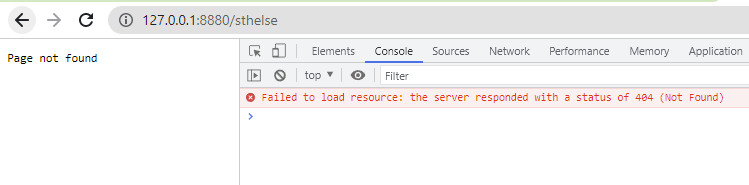 127.0.0.1:8880/sthelse
Page not found
Elements Console Sources Network Performance Memory Application
top Filter
Failed to load resource: the server responded with a status of 404 (Not Found)